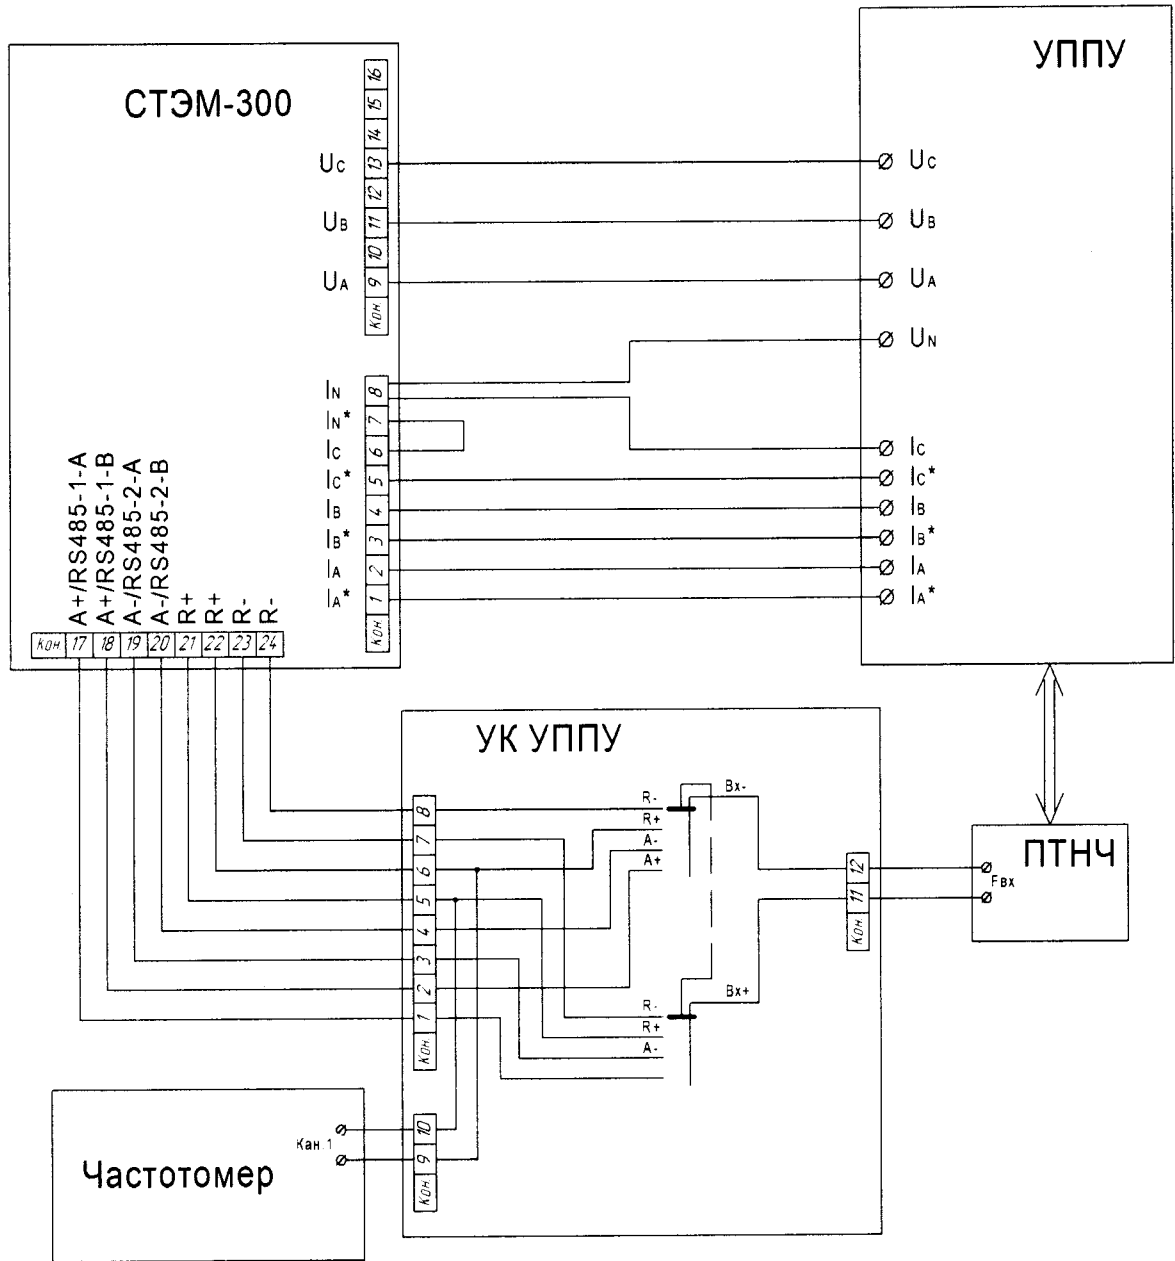 СТЭМ-300
УППУ
16
15
14
UC 13
12
UB 11
10
UA 9
Кон.
UC
UB
UA
UN
IN 8
IN* 7
IC 6
IC* 5
IB 4
IB* 3
IA 2
IA* 1
Кон.
IC
IC*
IB
IB*
IA
IA*
A+/RS485-1-A
A+/RS485-1-B
A-/RS485-2-A
A-/RS485-2-B
R+
R+
R-
R-
Кон. 17 18 19 20 21 22 23 24
УК УППУ
8
7
6
5
4
3
2
1
Кон.
R-
R+
A-
A+
Вх-
R-
R+
A-
Вх+
12
11
Кон.
ПТНЧ
Fвх
Частотомер
Кан.1
10
9
Кон.